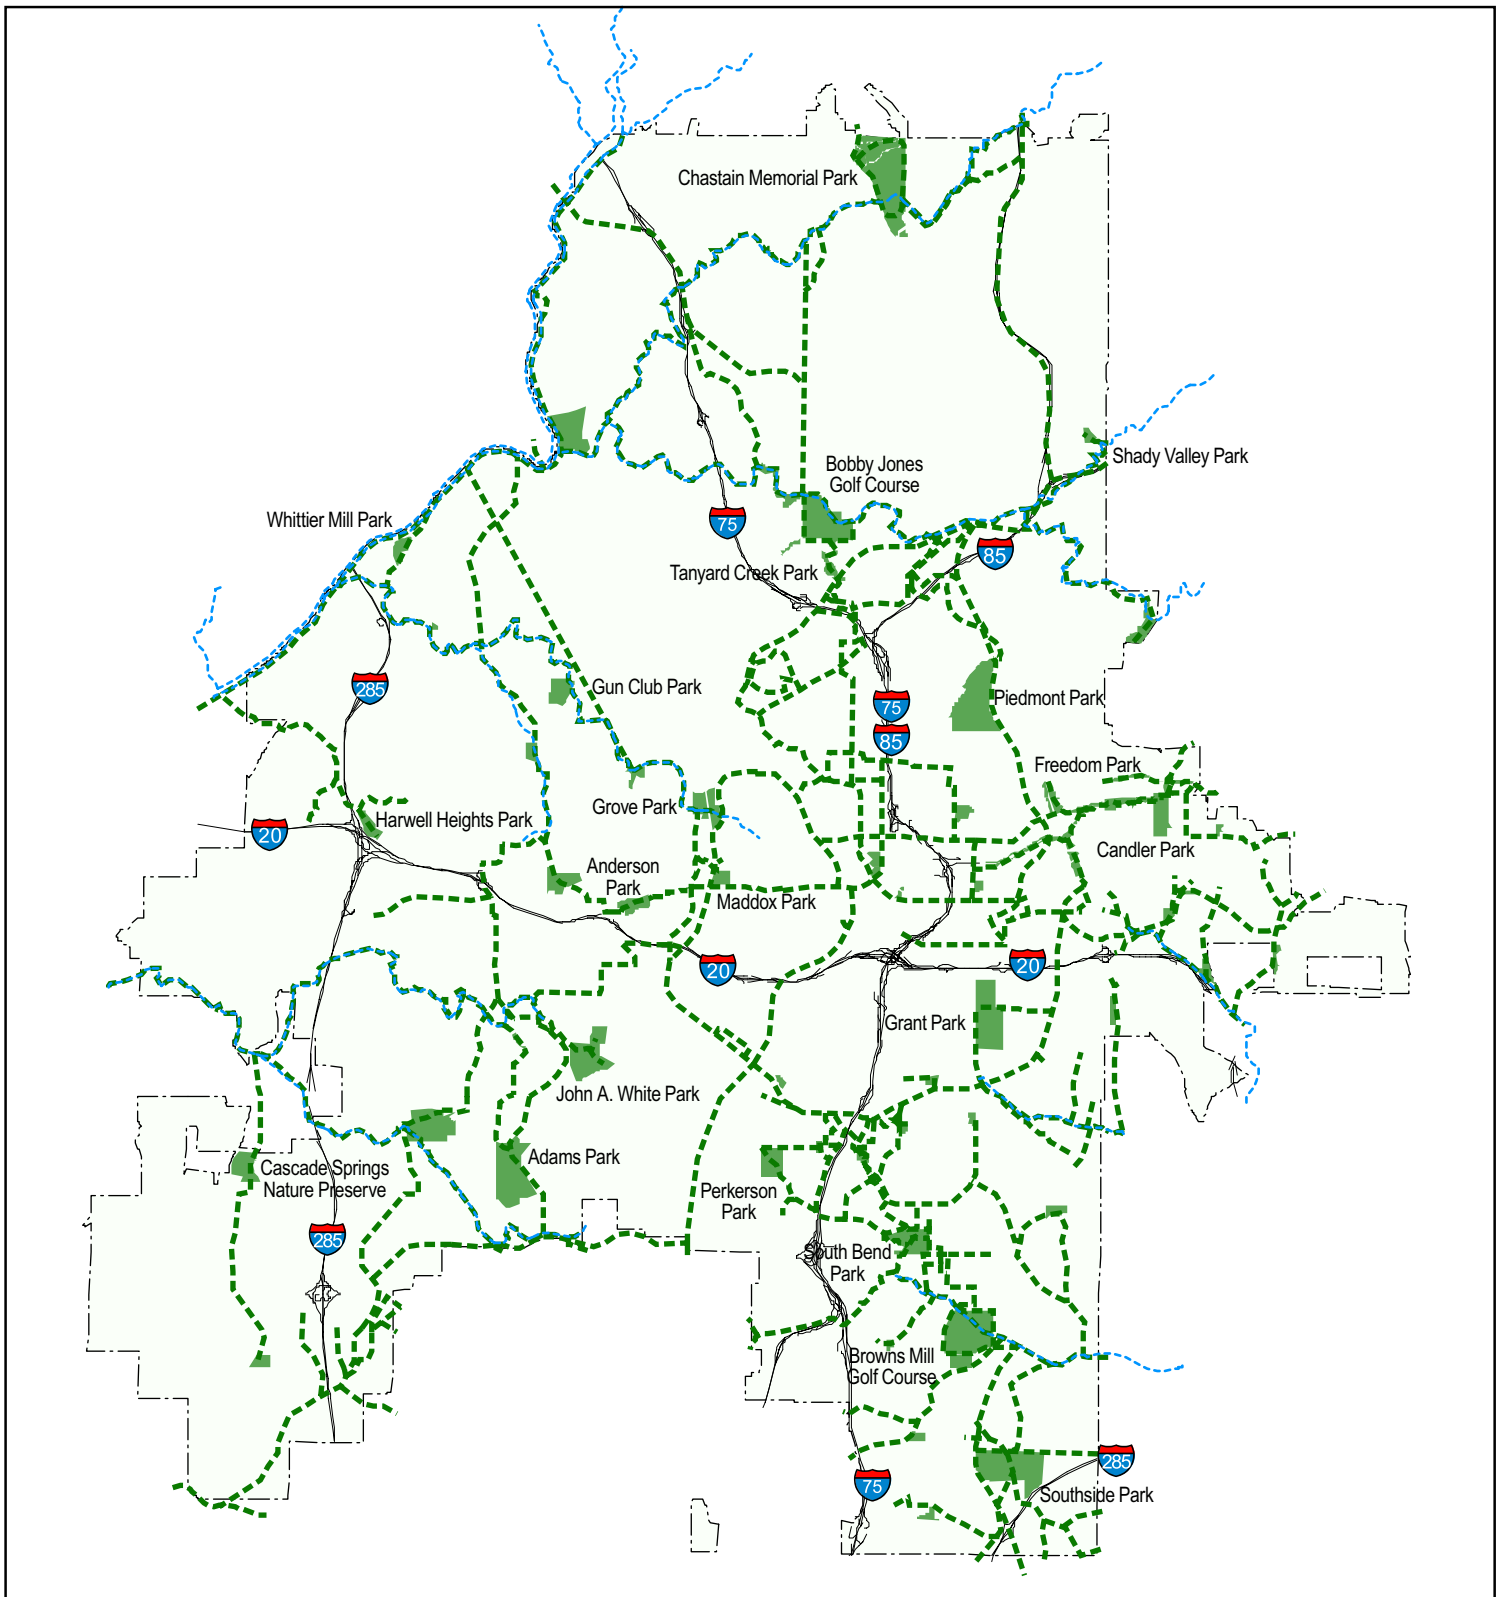 Chastain Memorial Park
Shady Valley Park
Bobby Jones
Golf Course
Whittier Mill Park
75
85
Tanyard Creek Park
285
Gun Club Park
75
Piedmont Park
85
Freedom Park
Grove Park
Harwell Heights Park
20
Candler Park
Anderson
Park
Maddox Park
20
20
Grant Park
John A. White Park
Adams Park
Cascade Springs
Nature Preserve
Perkerson
Park
285
South Bend
Park
Browns Mill
Golf Course
285
75
Southside Park